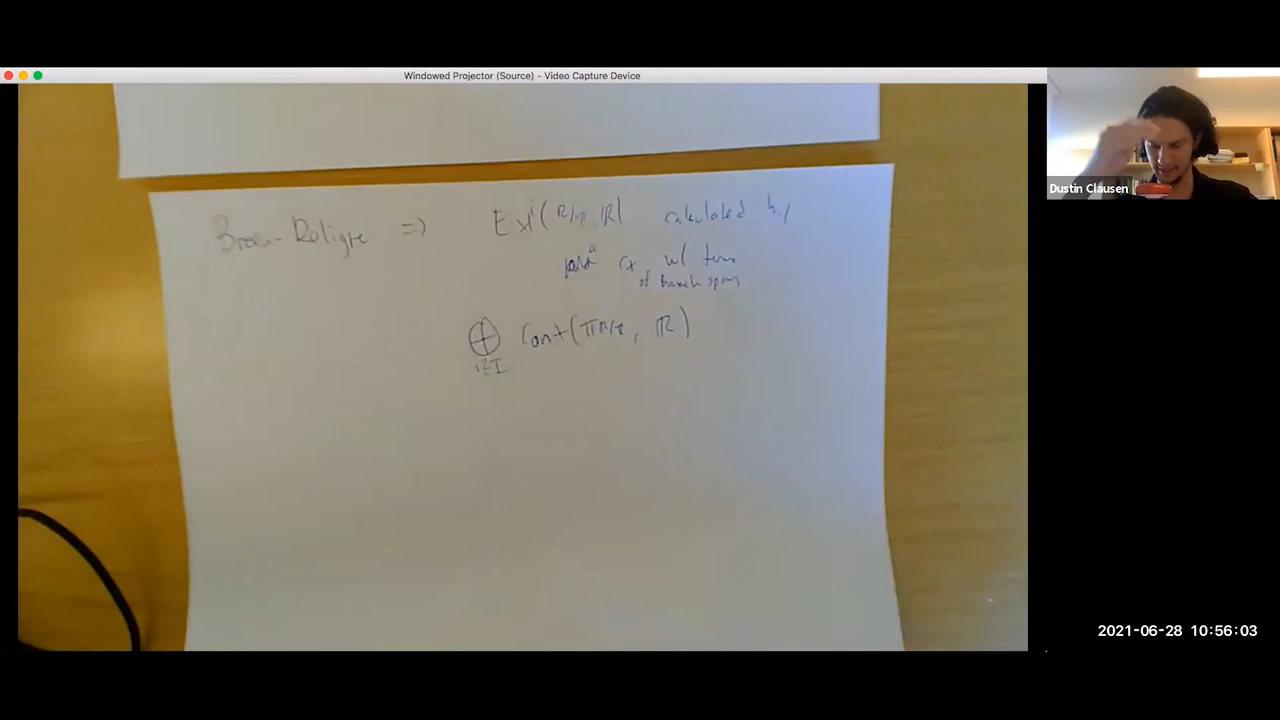 Windowed Projector (Source) - Video Capture Device
Breen-Deligne ⇒ Ext^i(ℝ/ℤ, ℝ) calculated by
a cx w/ terms
of Banach spaces
⊕_{i∈I} Cont(πℝ/ℤ, ℝ)
Dustin Clausen
2021-06-28 10:56:03